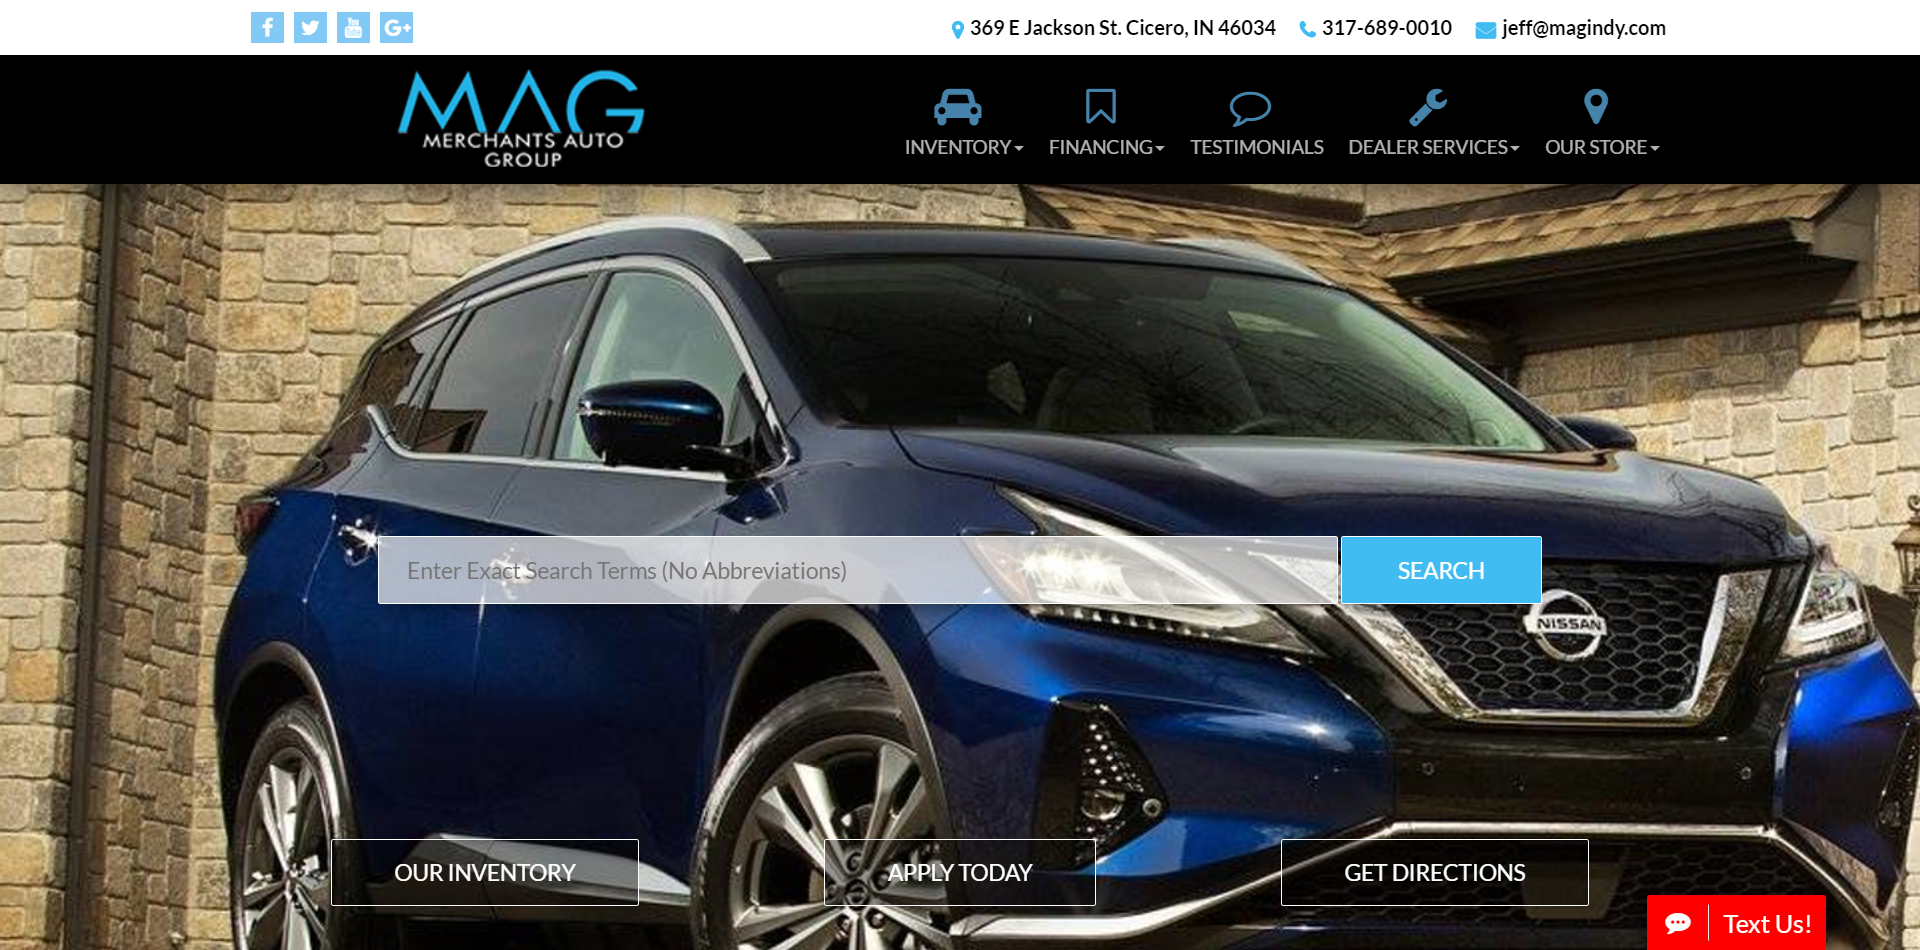 369 E Jackson St. Cicero, IN 46034 317-689-0010 jeff@magindy.com
MAG
MERCHANTS AUTO
GROUP
INVENTORY FINANCING TESTIMONIALS DEALER SERVICES OUR STORE
Enter Exact Search Terms (No Abbreviations) SEARCH
NISSAN
OUR INVENTORY APPLY TODAY GET DIRECTIONS
Text Us!